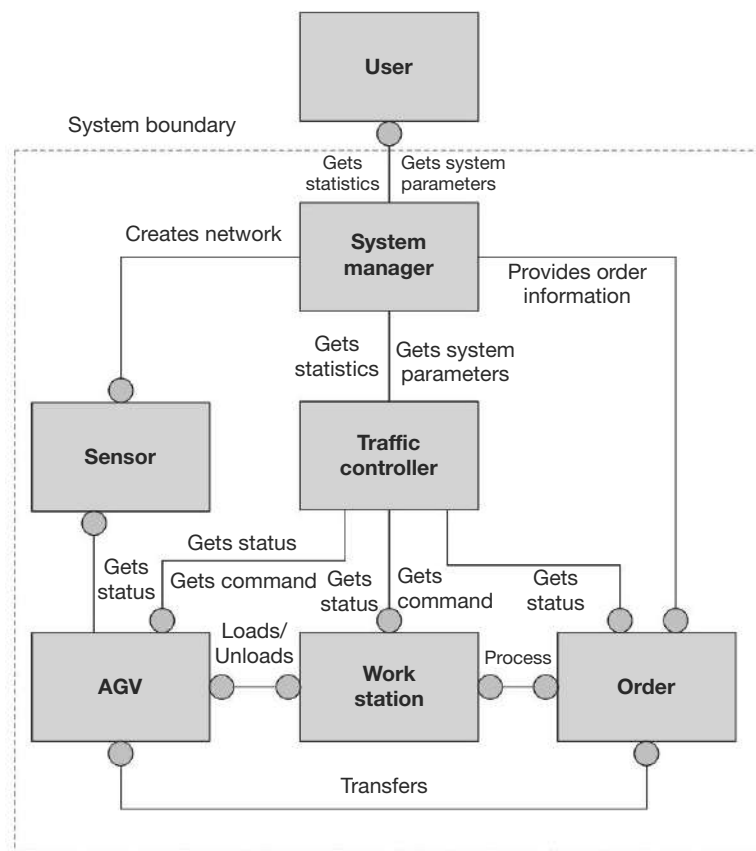 User
System boundary
Gets
statistics
Gets system
parameters
Creates network
System
manager
Provides order
information
Gets
statistics
Gets system
parameters
Sensor
Traffic
controller
Gets
status
Gets status
Gets command
Gets
status
Gets
command
Gets
status
Loads/
Unloads
Process
AGV
Work
station
Order
Transfers